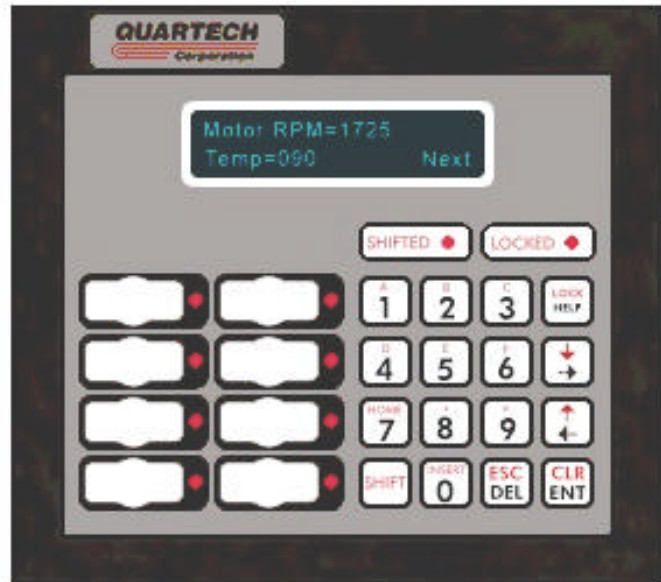 QUARTECH
Corporation
Motor RPM=1725
Temp=090 Next
SHIFTED LOCKED
A B C LOCK
1 2 3 HELP
D E F
4 5 6
HOME
7 8 9
SHIFT INSERT ESC CLR
0 DEL ENT